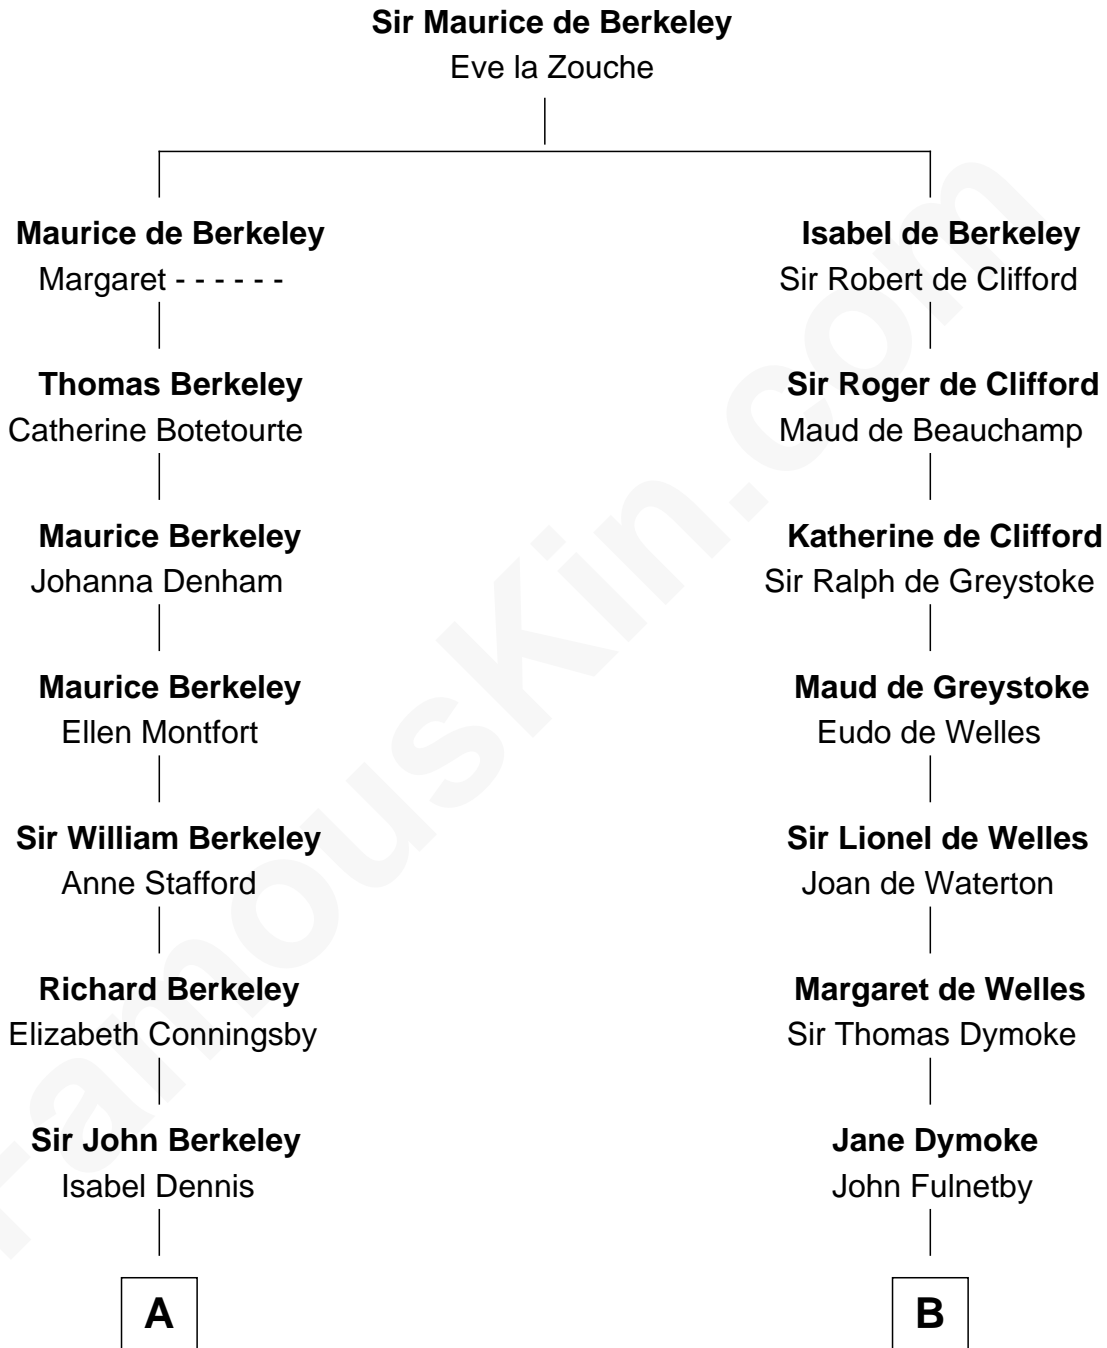 Sir Maurice de Berkeley
Eve la Zouche
Maurice de Berkeley
Margaret - - - - - -
Thomas Berkeley
Catherine Botetourte
Maurice Berkeley
Johanna Denham
Maurice Berkeley
Ellen Montfort
Sir William Berkeley
Anne Stafford
Richard Berkeley
Elizabeth Conningsby
Sir John Berkeley
Isabel Dennis
A
Isabel de Berkeley
Sir Robert de Clifford
Sir Roger de Clifford
Maud de Beauchamp
Katherine de Clifford
Sir Ralph de Greystoke
Maud de Greystoke
Eudo de Welles
Sir Lionel de Welles
Joan de Waterton
Margaret de Welles
Sir Thomas Dymoke
Jane Dymoke
John Fulnetby
B
FamousKin.com